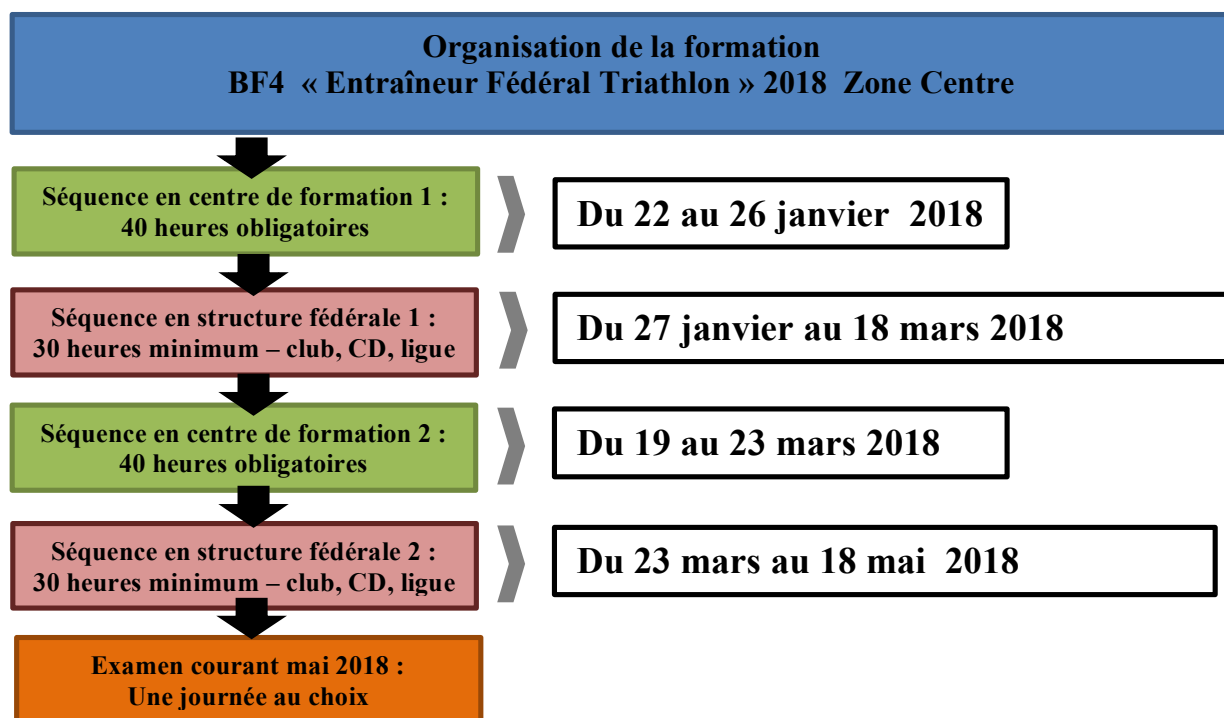 Organisation de la formation
BF4 « Entraîneur Fédéral Triathlon » 2018 Zone Centre
Séquence en centre de formation 1 :
40 heures obligatoires
Du 22 au 26 janvier 2018
Séquence en structure fédérale 1 :
30 heures minimum – club, CD, ligue
Du 27 janvier au 18 mars 2018
Séquence en centre de formation 2 :
40 heures obligatoires
Du 19 au 23 mars 2018
Séquence en structure fédérale 2 :
30 heures minimum – club, CD, ligue
Du 23 mars au 18 mai 2018
Examen courant mai 2018 :
Une journée au choix